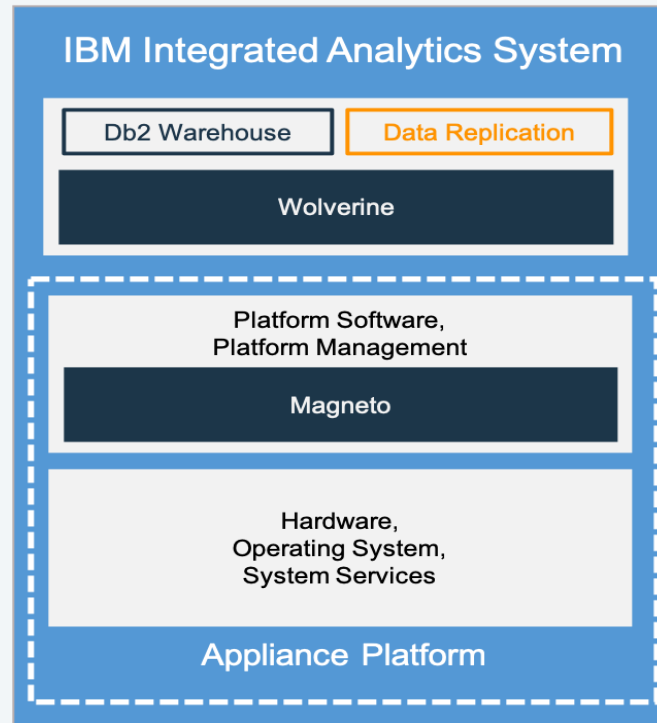 IBM Integrated Analytics System
Db2 Warehouse
Data Replication
Wolverine
Platform Software,
Platform Management
Magneto
Hardware,
Operating System,
System Services
Appliance Platform